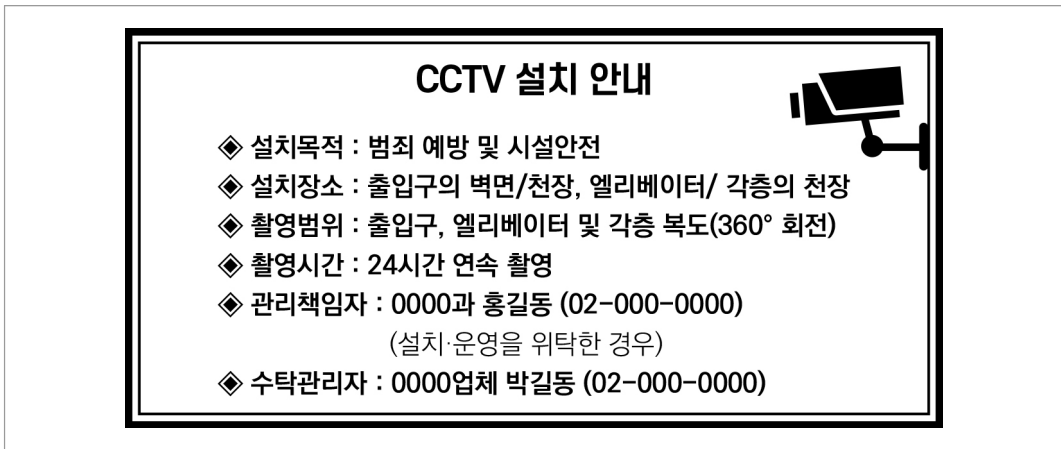 CCTV 설치 안내
◈ 설치목적 : 범죄 예방 및 시설안전
◈ 설치장소 : 출입구의 벽면/천장, 엘리베이터/ 각층의 천장
◈ 촬영범위 : 출입구, 엘리베이터 및 각층 복도(360° 회전)
◈ 촬영시간 : 24시간 연속 촬영
◈ 관리책임자 : 0000과 홍길동 (02-000-0000)
(설치·운영을 위탁한 경우)
◈ 수탁관리자 : 0000업체 박길동 (02-000-0000)